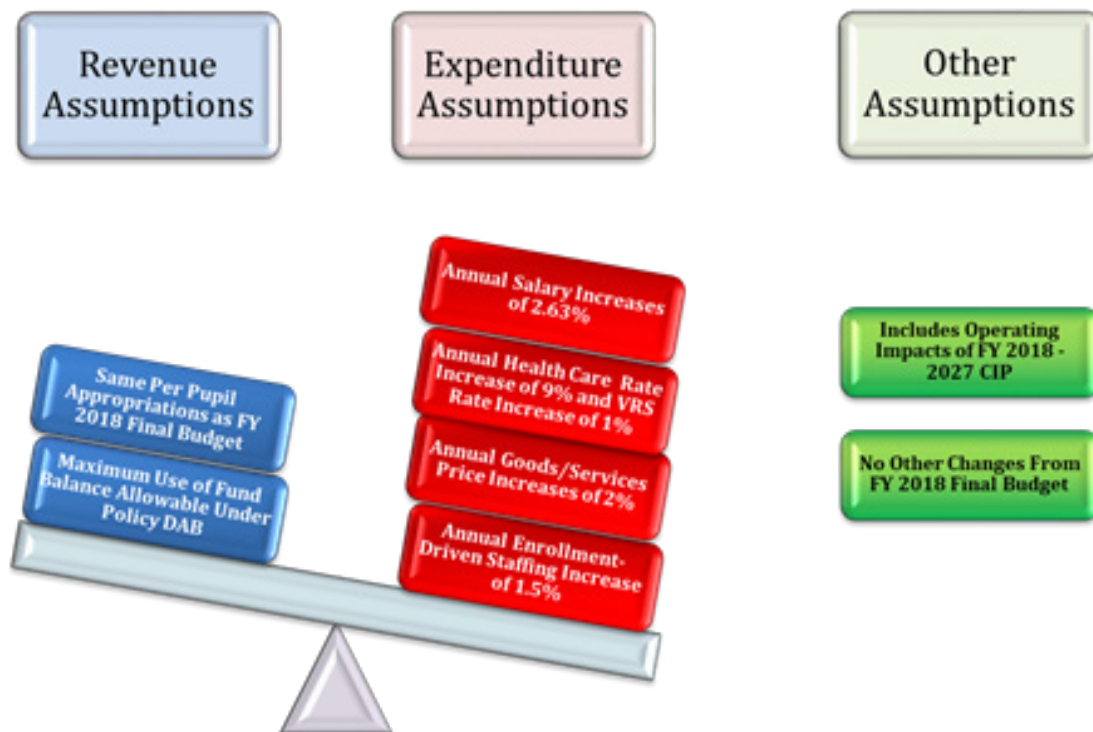 Revenue
Assumptions
Expenditure
Assumptions
Other
Assumptions
Same Per Pupil
Appropriations as FY
2018 Final Budget
Maximum Use of Fund
Balance Allowable Under
Policy DAB
Annual Salary Increases
of 2.63%
Annual Health Care Rate
Increase of 9% and VRS
Rate Increase of 1%
Annual Goods/Services
Price Increases of 2%
Annual Enrollment-
Driven Staffing Increase
of 1.5%
Includes Operating
Impacts of FY 2018 -
2027 CIP
No Other Changes From
FY 2018 Final Budget